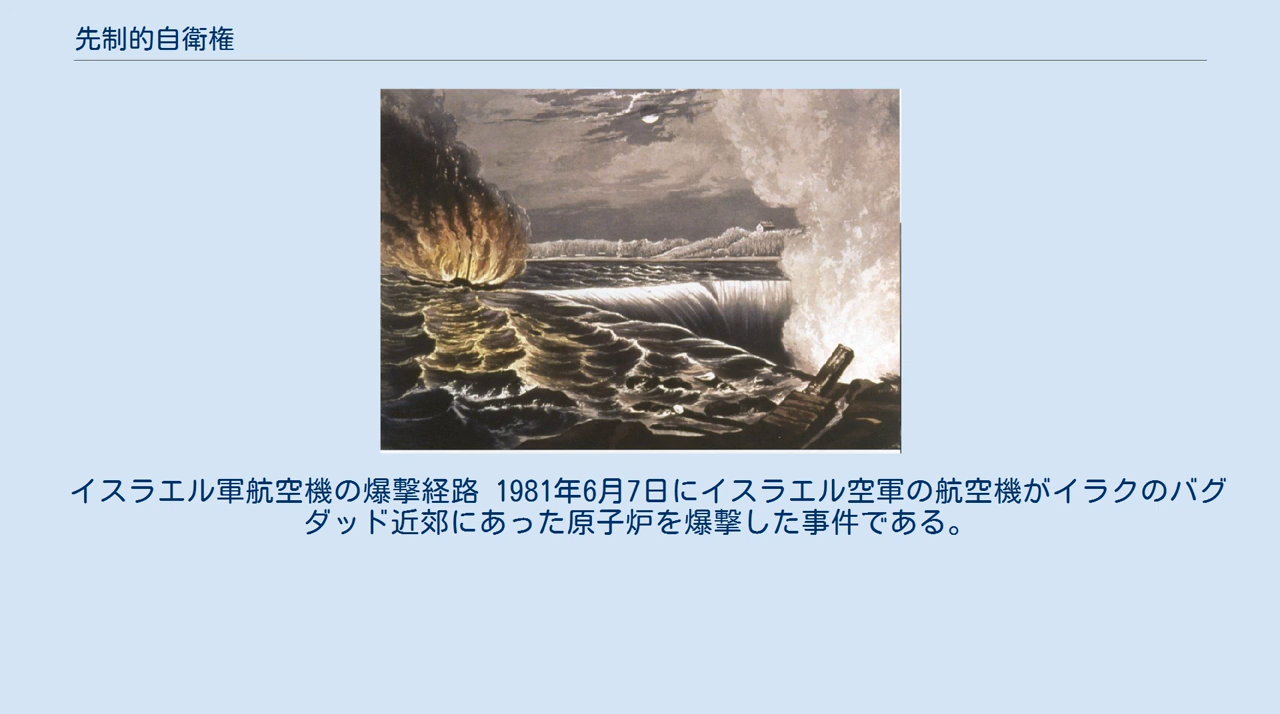 先制的自衛権
イスラエル軍航空機の爆撃経路 1981年6月7日にイスラエル空軍の航空機がイラクのバグ
ダッド近郊にあった原子炉を爆撃した事件である。